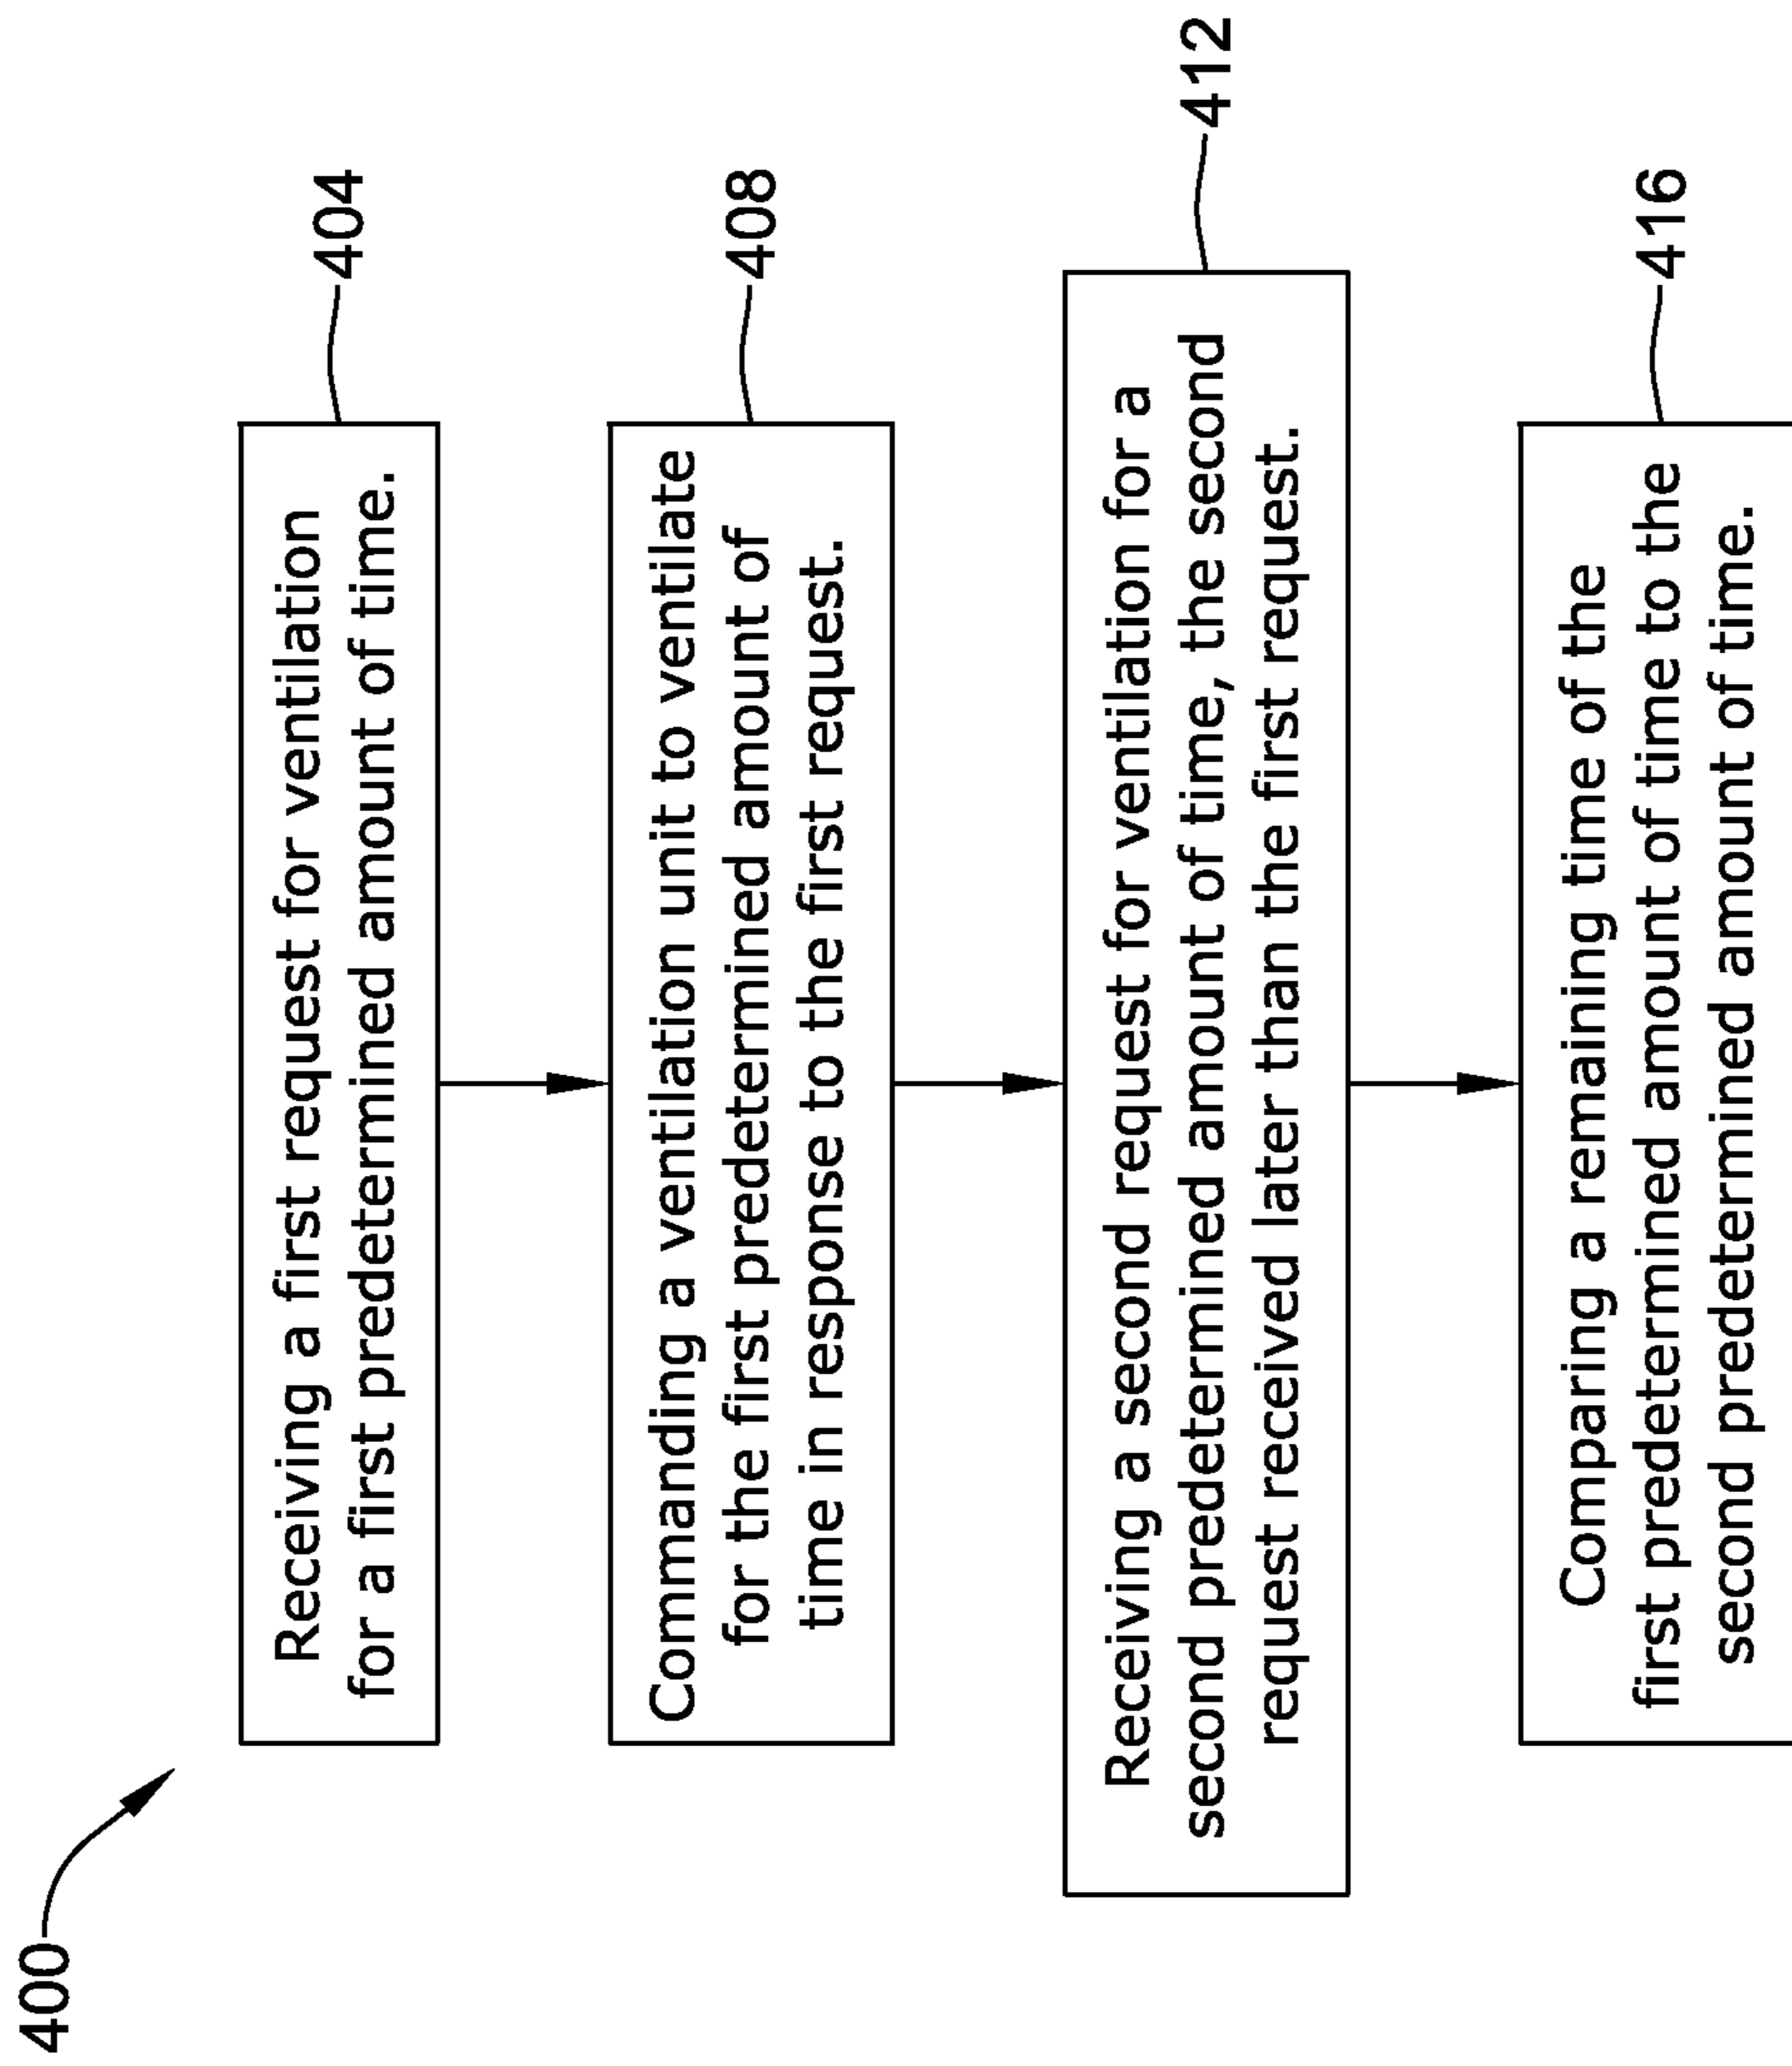 400
404
Receiving a first request for ventilation
for a first predetermined amount of time.
408
Commanding a ventilation unit to ventilate
for the first predetermined amount of
time in response to the first request.
412
Receiving a second request for ventilation for a
second predetermined amount of time, the second
request received later than the first request.
416
Comparing a remaining time of the
first predetermined amount of time to the
second predetermined amount of time.